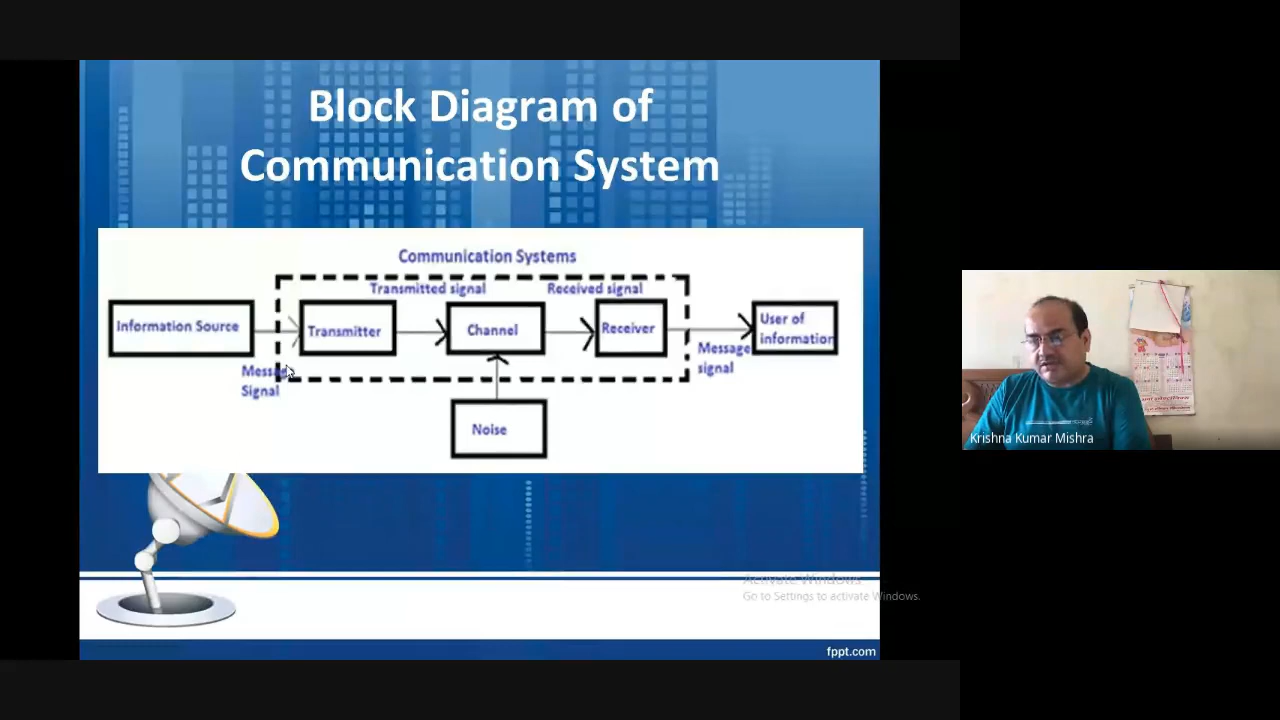 Block Diagram of
Communication System
Communication Systems
Transmitted signal
Received signal
Information Source
Transmitter
Channel
Receiver
User of
information
Message
Signal
Message
signal
Noise
Krishna Kumar Mishra
Activate Windows
Go to Settings to activate Windows.
fppt.com